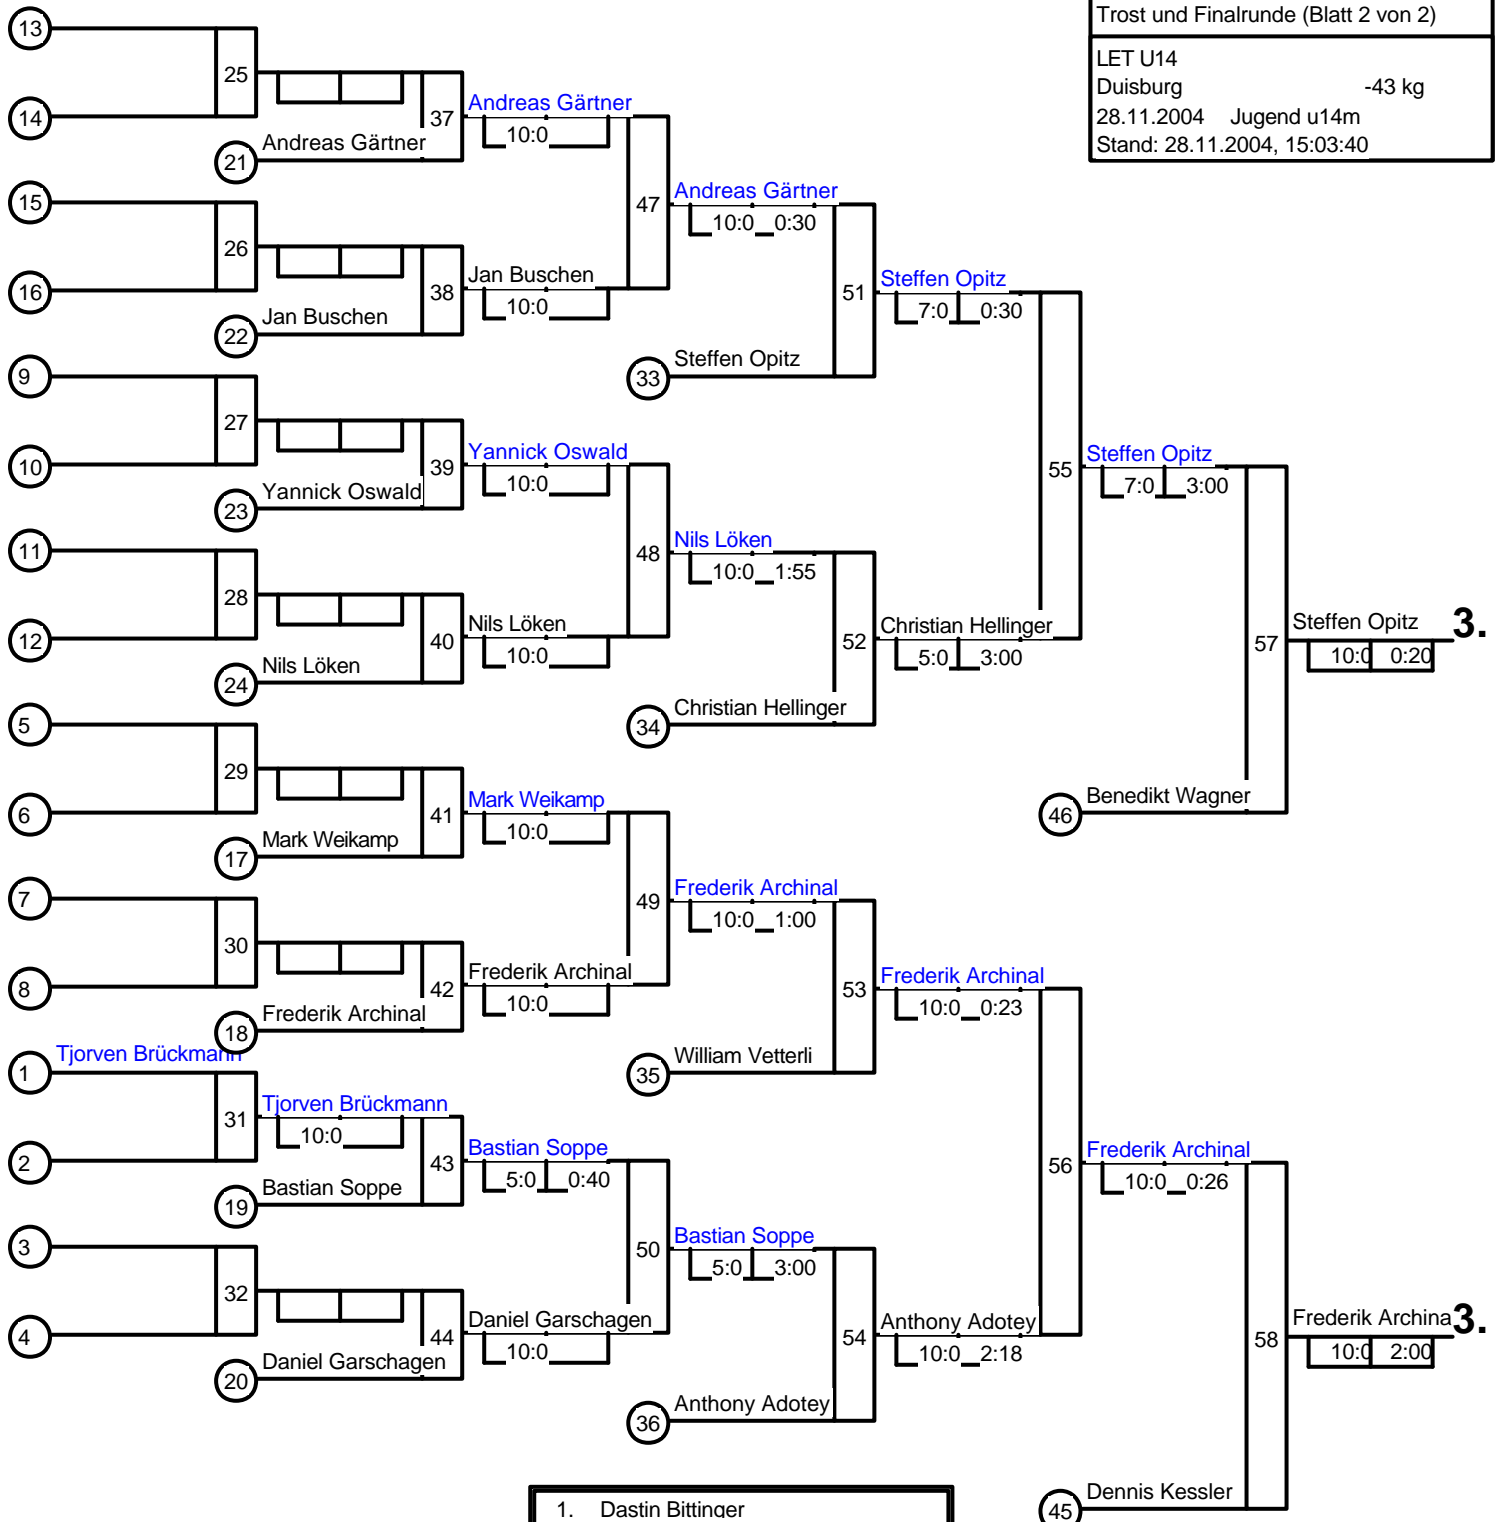 Trost und Finalrunde (Blatt 2 von 2)
LET U14
Duisburg -43 kg
28.11.2004 Jugend u14m
Stand: 28.11.2004, 15:03:40
13
25
14
37
Andreas Gärtner
10:0
21 Andreas Gärtner
15
47
Andreas Gärtner
10:0 0:30
26
16
38
Jan Buschen
10:0
22 Jan Buschen
51
Steffen Opitz
7:0 0:30
33 Steffen Opitz
9
27
10
39
Yannick Oswald
10:0
23 Yannick Oswald
55
Steffen Opitz
7:0 3:00
11
48
Nils Löken
10:0 1:55
28
12
40
Nils Löken
10:0
24 Nils Löken
52
Christian Hellinger
5:0 3:00
34 Christian Hellinger
57
Steffen Opitz 3.
10:0 0:20
5
29
6
41
Mark Weikamp
10:0
17 Mark Weikamp
46 Benedikt Wagner
7
49
Frederik Archinal
10:0 1:00
30
8
42
Frederik Archinal
10:0
18 Frederik Archinal
53
Frederik Archinal
10:0 0:23
35 William Vetterli
1 Tjorven Brückmann
31
Tjorven Brückmann
10:0
2
43
Bastian Soppe
5:0 0:40
19 Bastian Soppe
56
Frederik Archinal
10:0 0:26
3
50
Bastian Soppe
5:0 3:00
32
4
44
Daniel Garschagen
10:0
20 Daniel Garschagen
54
Anthony Adotey
10:0 2:18
36 Anthony Adotey
58
Frederik Archina 3.
10:0 2:00
45 Dennis Kessler
1. Dastin Bittinger